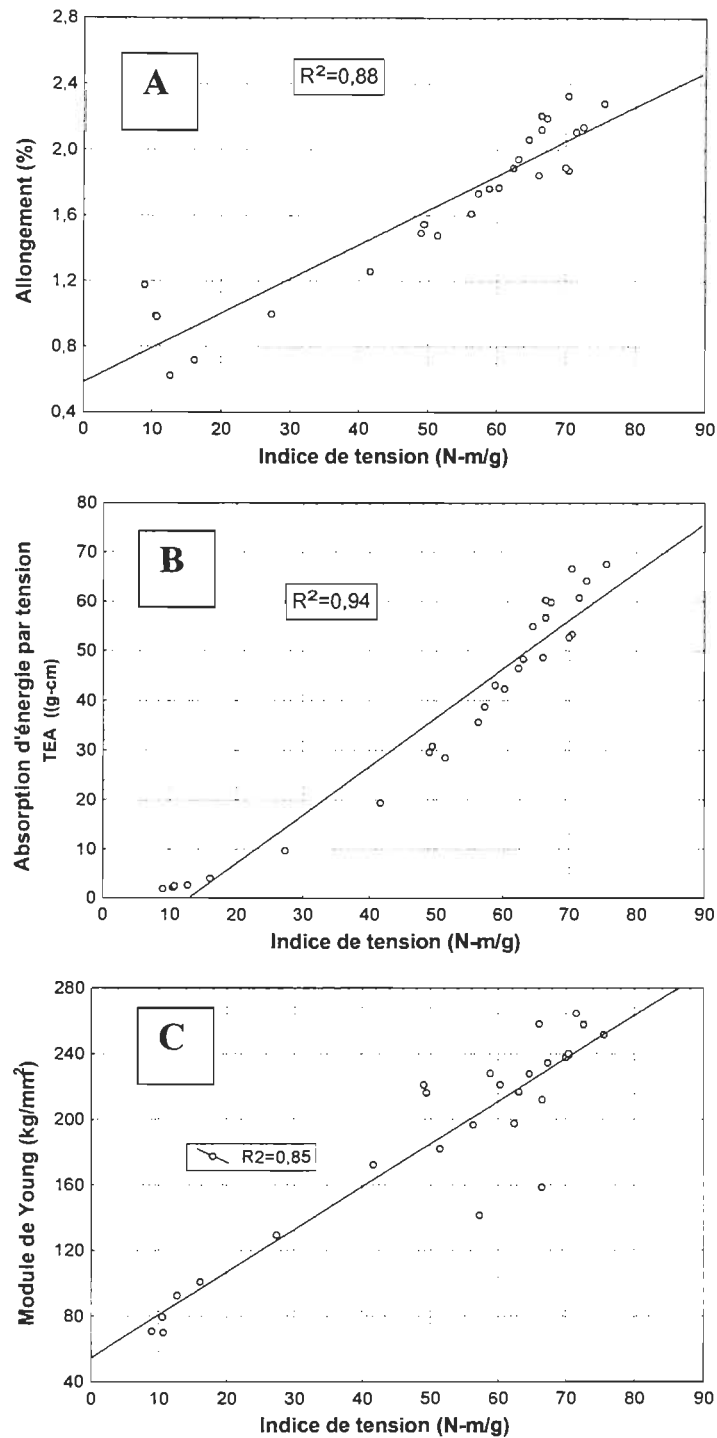 A
R²=0,88
Allongement (%)
2,8
2,4
2,0
1,6
1,2
0,8
0,4
0 10 20 30 40 50 60 70 80 90
Indice de tension (N-m/g)
B
R²=0,94
Absorption d'énergie par tension
TEA ((g-cm)
80
70
60
50
40
30
20
10
0
0 10 20 30 40 50 60 70 80 90
Indice de tension (N-m/g)
C
R2=0,85
Module de Young (kg/mm²)
280
240
200
160
120
80
40
0 10 20 30 40 50 60 70 80 90
Indice de tension (N-m/g)